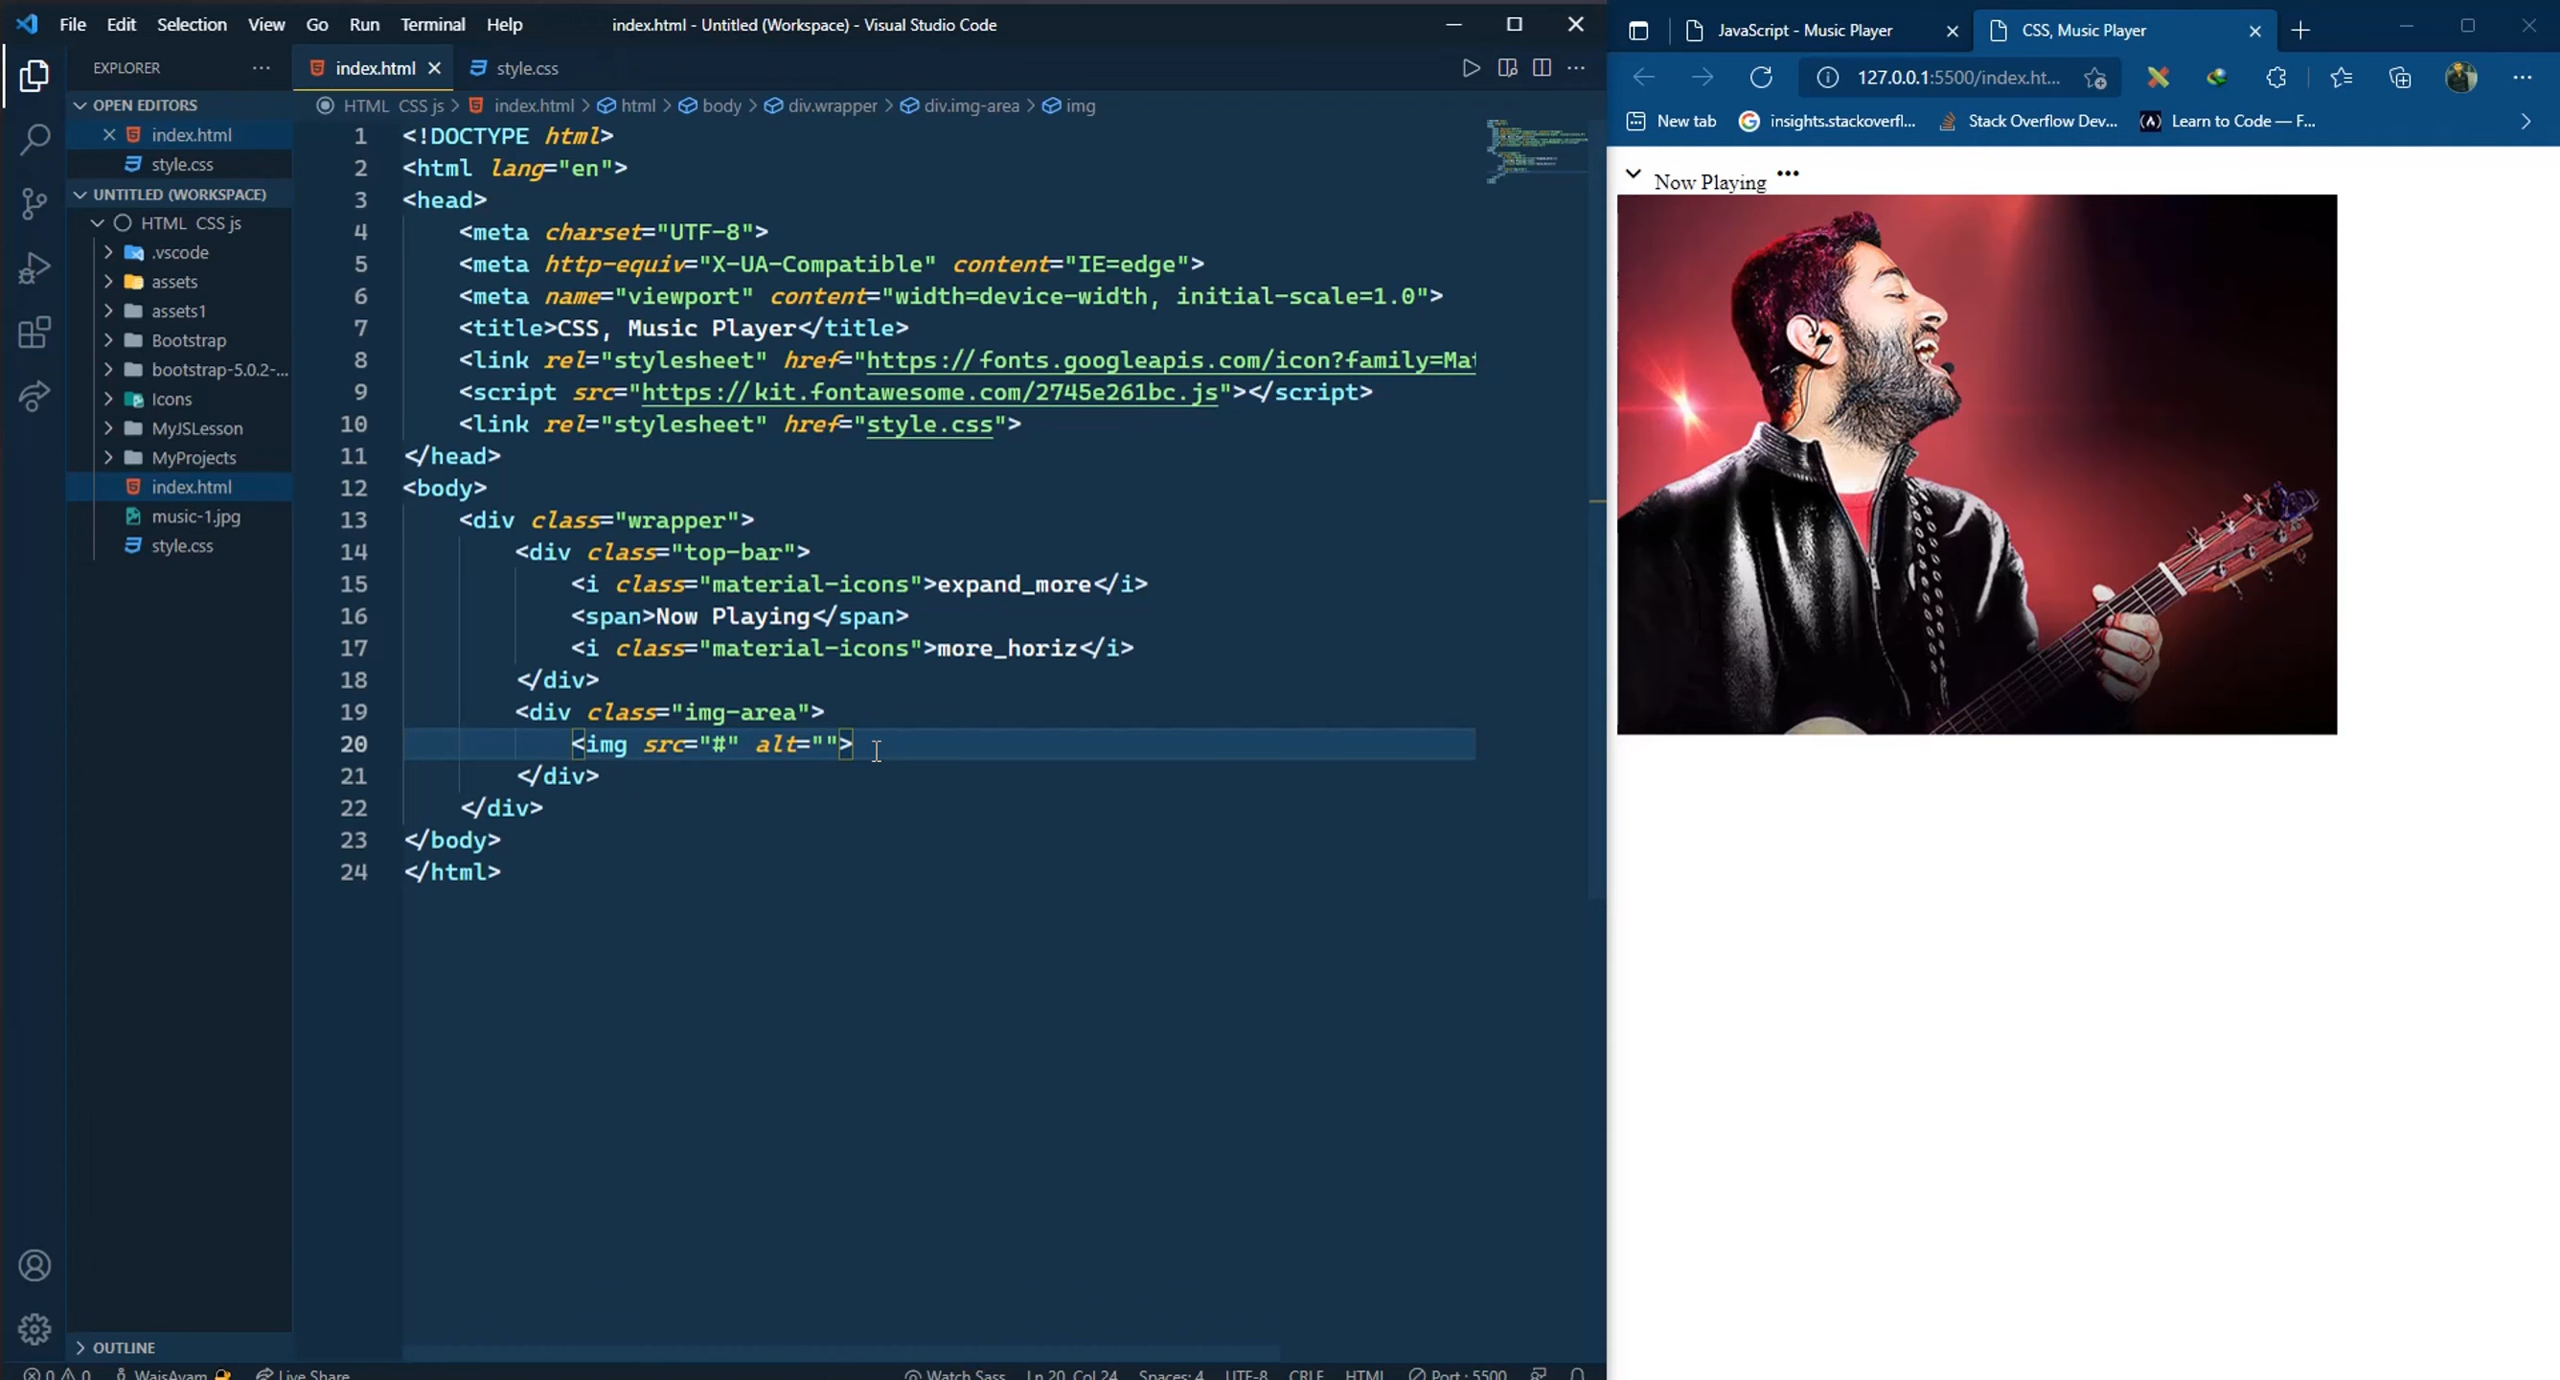 File Edit Selection View Go Run Terminal Help
index.html - Untitled (Workspace) - Visual Studio Code
EXPLORER ···
OPEN EDITORS
index.html
style.css
UNTITLED (WORKSPACE)
HTML CSS js
.vscode
assets
assets1
Bootstrap
bootstrap-5.0.2-...
Icons
MyJSLesson
MyProjects
index.html
music-1.jpg
style.css
OUTLINE
index.html style.css
HTML CSS js > index.html > html > body > div.wrapper > div.img-area > img
1 <!DOCTYPE html>
2 <html lang="en">
3 <head>
4 <meta charset="UTF-8">
5 <meta http-equiv="X-UA-Compatible" content="IE=edge">
6 <meta name="viewport" content="width=device-width, initial-scale=1.0">
7 <title>CSS, Music Player</title>
8 <link rel="stylesheet" href="https://fonts.googleapis.com/icon?family=Mat
9 <script src="https://kit.fontawesome.com/2745e261bc.js"></script>
10 <link rel="stylesheet" href="style.css">
11 </head>
12 <body>
13 <div class="wrapper">
14 <div class="top-bar">
15 <i class="material-icons">expand_more</i>
16 <span>Now Playing</span>
17 <i class="material-icons">more_horiz</i>
18 </div>
19 <div class="img-area">
20 <img src="#" alt="">
21 </div>
22 </div>
23 </body>
24 </html>
0 0 WaisAyam Live Share
Watch Sass Ln 20, Col 24 Spaces: 4 UTF-8 CRLF HTML Port : 5500
JavaScript - Music Player CSS, Music Player
127.0.0.1:5500/index.ht...
New tab insights.stackoverfl... Stack Overflow Dev... Learn to Code — F...
Now Playing